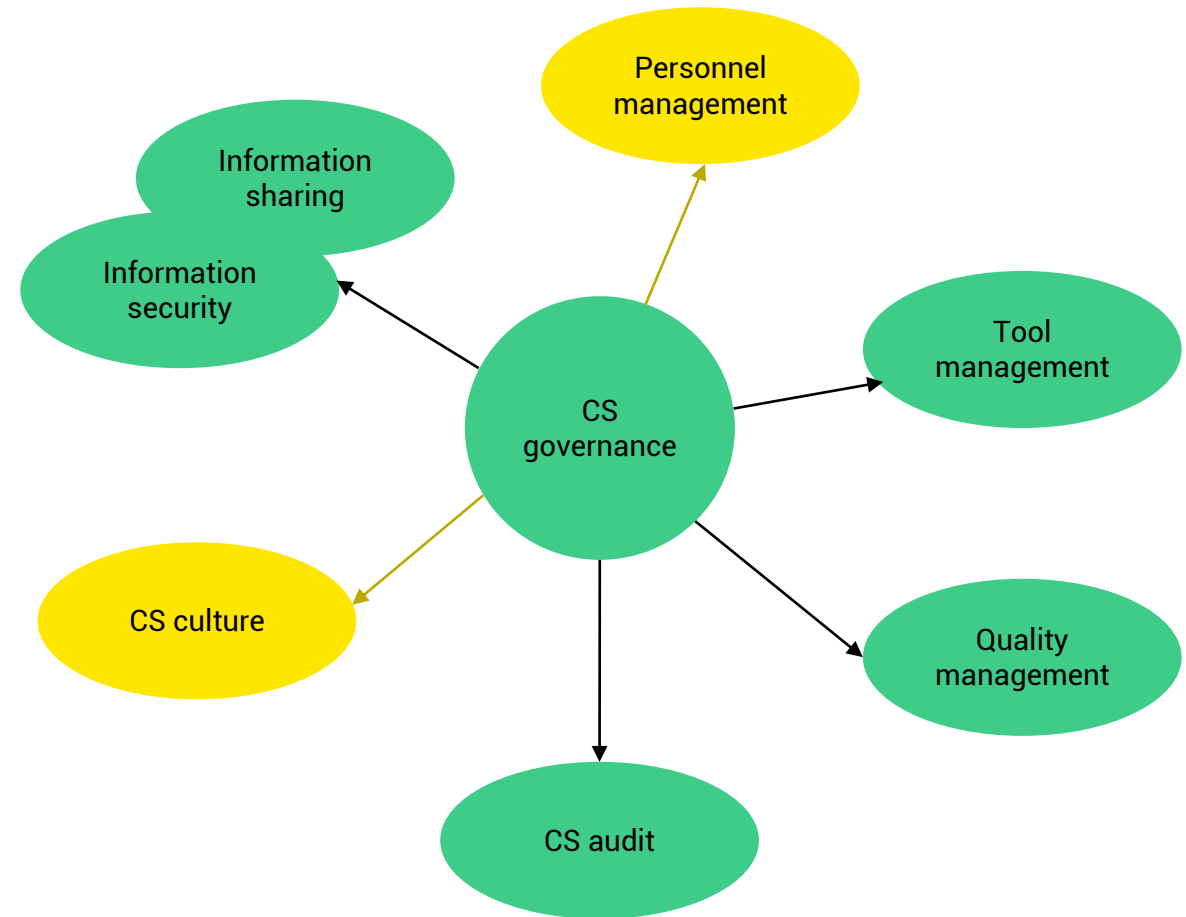 Personnel
management
Information
sharing
Information
security
Tool
management
CS
governance
CS culture
Quality
management
CS audit